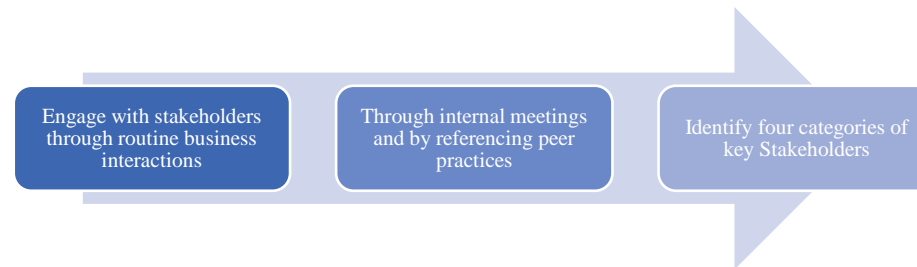 Engage with stakeholders
through routine business
interactions
Through internal meetings
and by referencing peer
practices
Identify four categories of
key Stakeholders